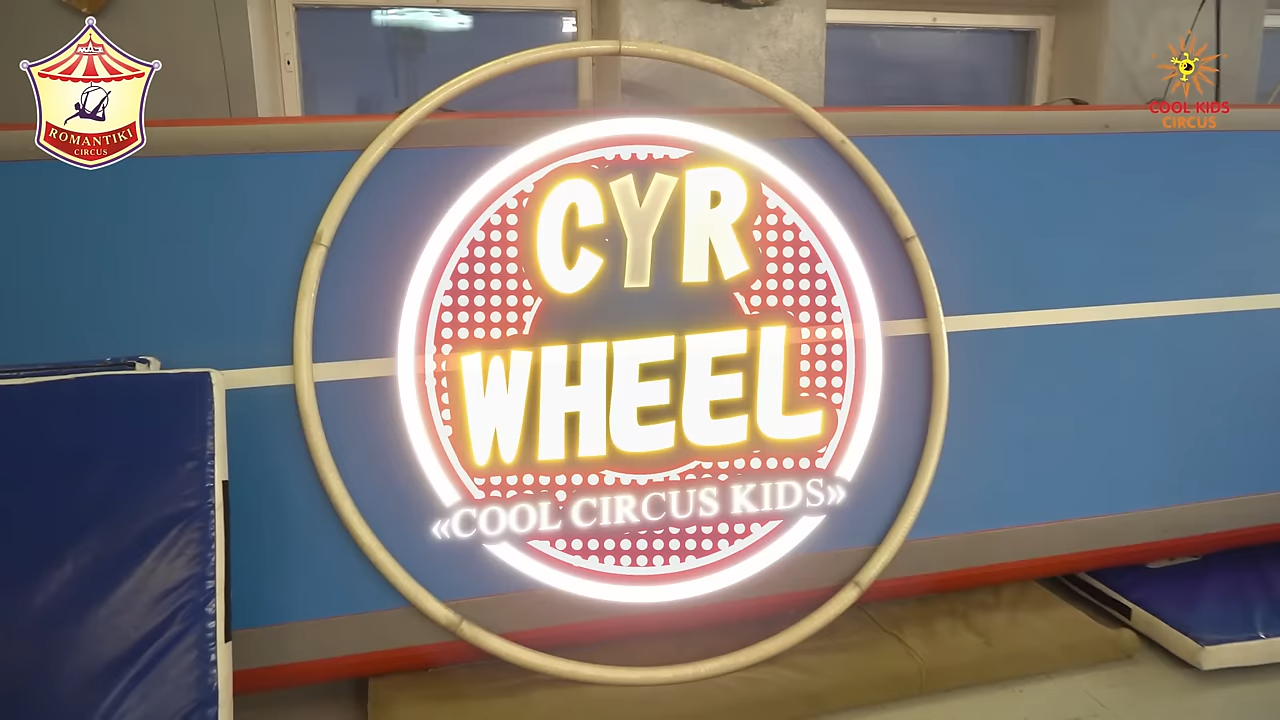 ROMANTIKI
CIRCUS
COOL KIDS
CIRCUS
CYR
WHEEL
«COOL CIRCUS KIDS»